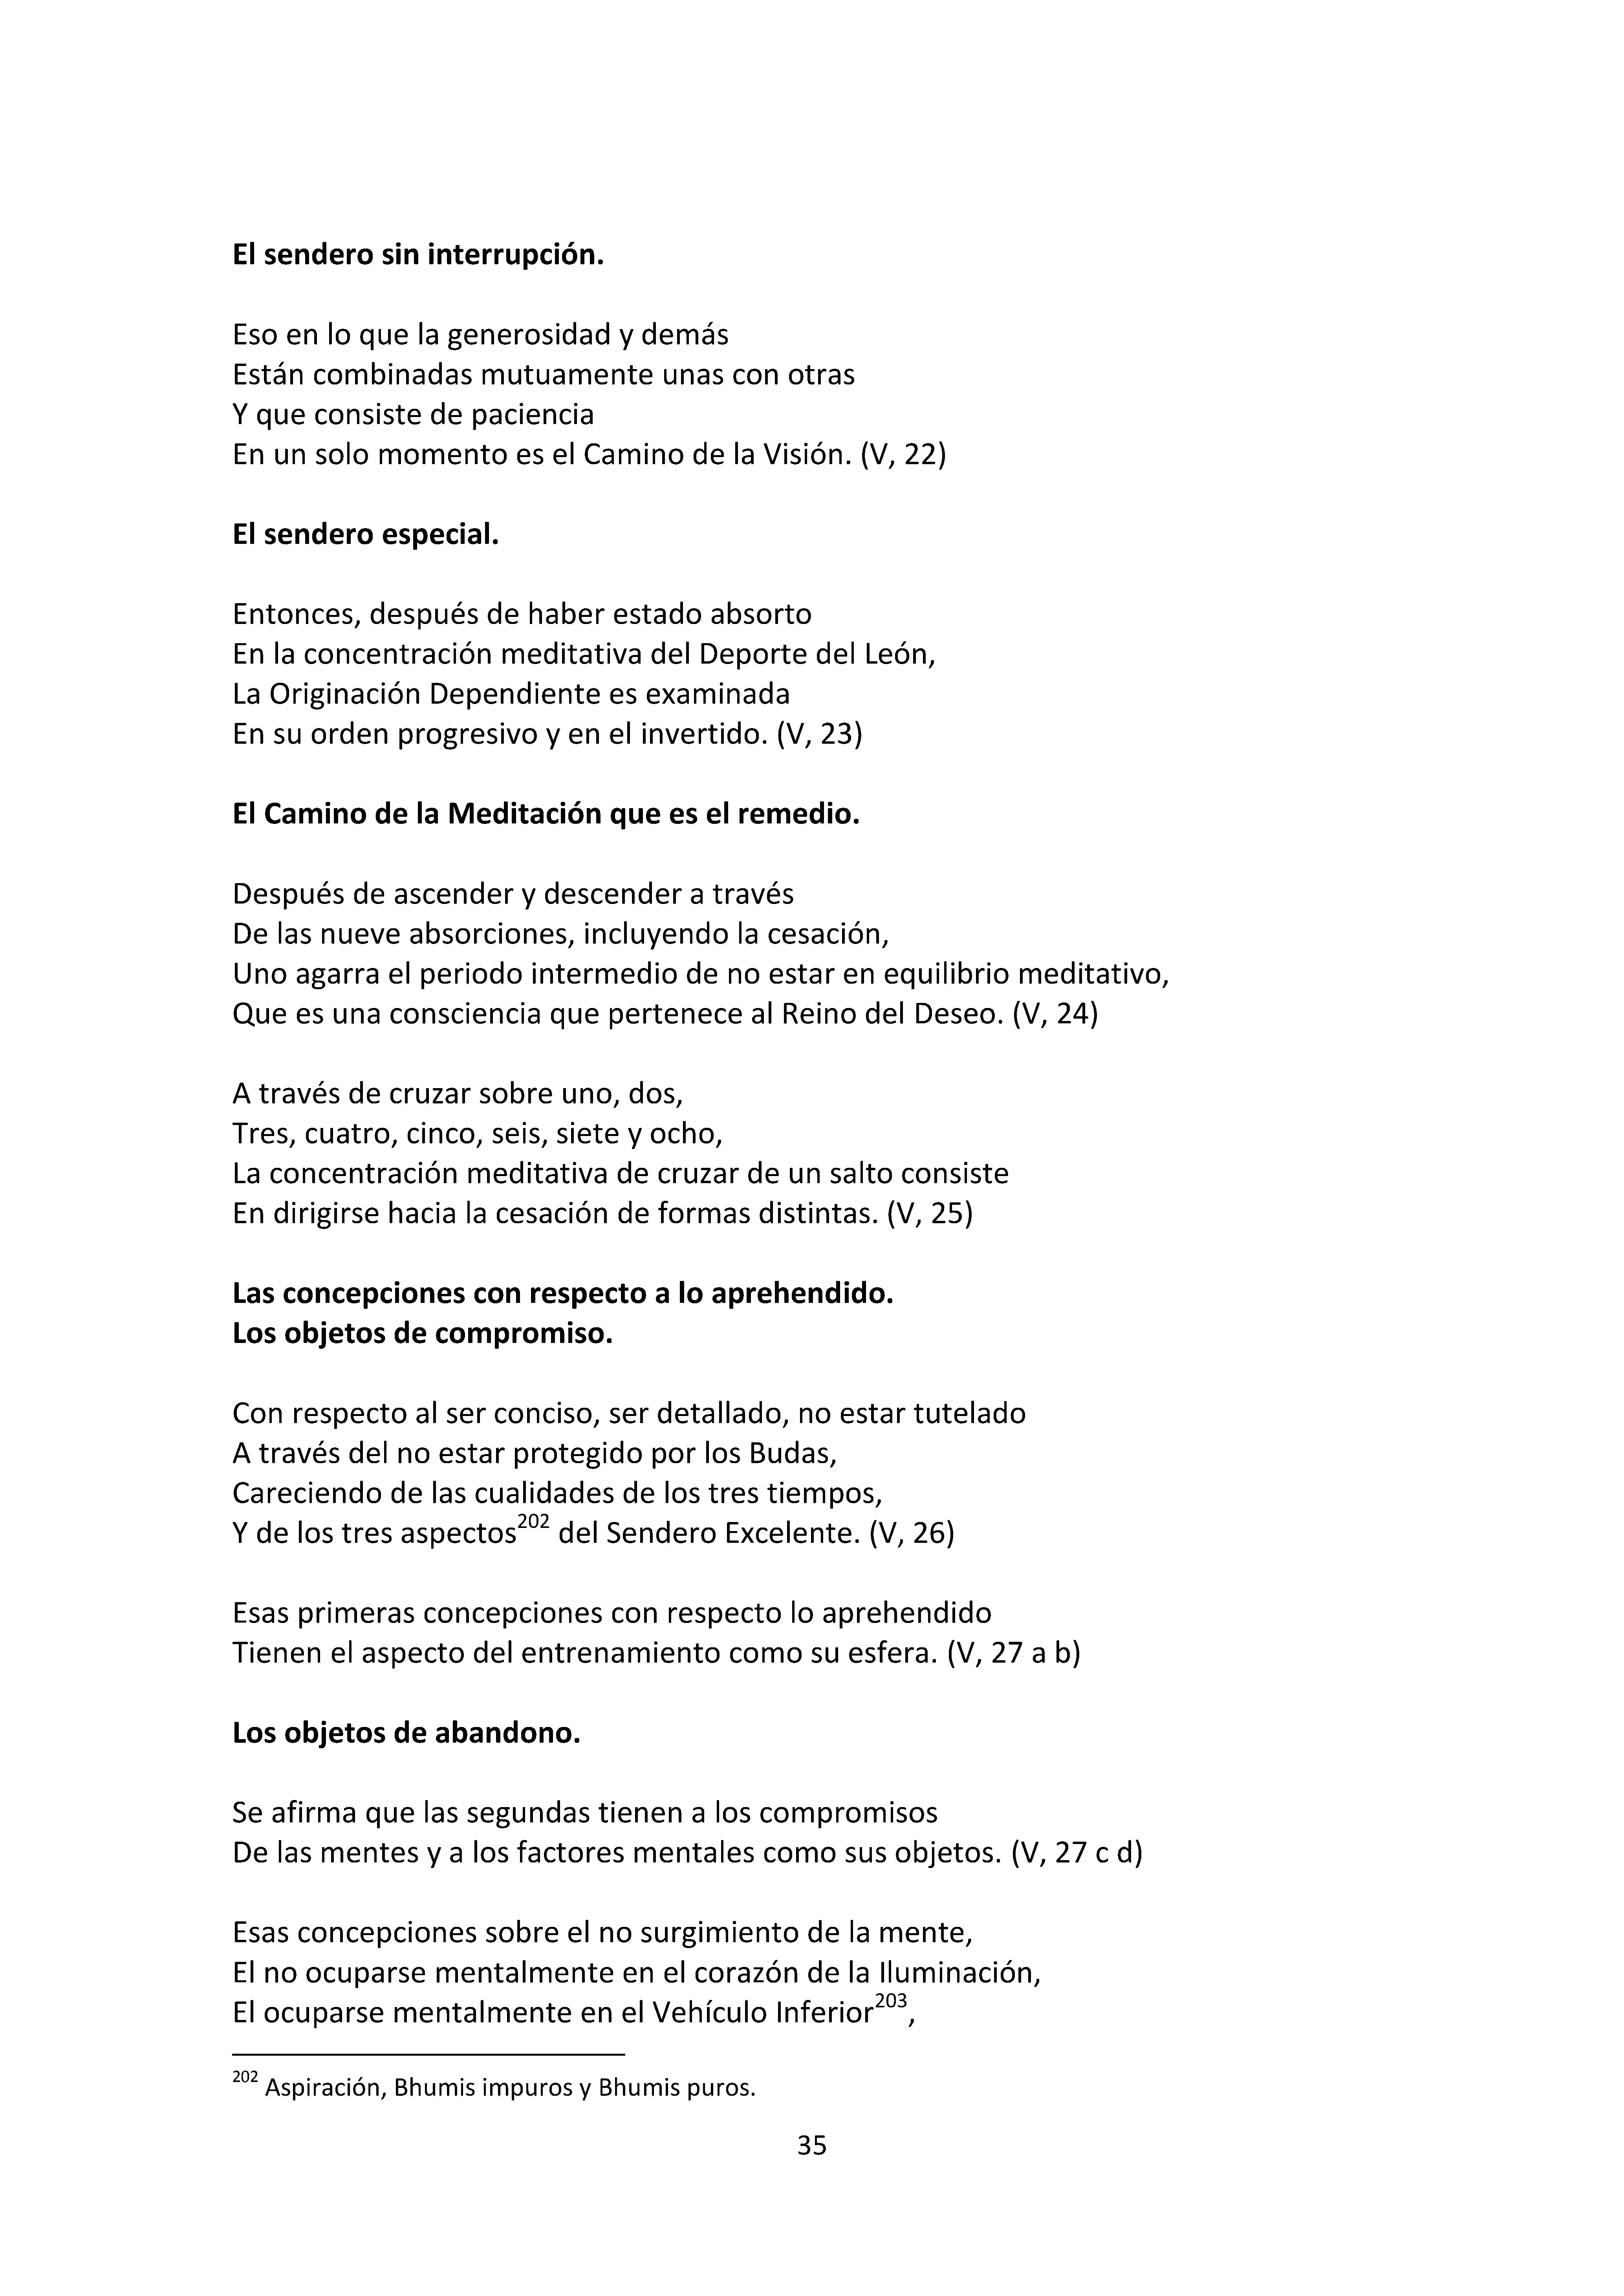 El sendero sin interrupción.
Eso en lo que la generosidad y demás
Están combinadas mutuamente unas con otras
Y que consiste de paciencia
En un solo momento es el Camino de la Visión. (V, 22)
El sendero especial.
Entonces, después de haber estado absorto
En la concentración meditativa del Deporte del León,
La Originación Dependiente es examinada
En su orden progresivo y en el invertido. (V, 23)
El Camino de la Meditación que es el remedio.
Después de ascender y descender a través
De las nueve absorciones, incluyendo la cesación,
Uno agarra el periodo intermedio de no estar en equilibrio meditativo,
Que es una consciencia que pertenece al Reino del Deseo. (V, 24)
A través de cruzar sobre uno, dos,
Tres, cuatro, cinco, seis, siete y ocho,
La concentración meditativa de cruzar de un salto consiste
En dirigirse hacia la cesación de formas distintas. (V, 25)
Las concepciones con respecto a lo aprehendido.
Los objetos de compromiso.
Con respecto al ser conciso, ser detallado, no estar tutelado
A través del no estar protegido por los Budas,
Careciendo de las cualidades de los tres tiempos,
Y de los tres aspectos202 del Sendero Excelente. (V, 26)
Esas primeras concepciones con respecto lo aprehendido
Tienen el aspecto del entrenamiento como su esfera. (V, 27 a b)
Los objetos de abandono.
Se afirma que las segundas tienen a los compromisos
De las mentes y a los factores mentales como sus objetos. (V, 27 c d)
Esas concepciones sobre el no surgimiento de la mente,
El no ocuparse mentalmente en el corazón de la Iluminación,
El ocuparse mentalmente en el Vehículo Inferior203,
202 Aspiración, Bhumis impuros y Bhumis puros.
35